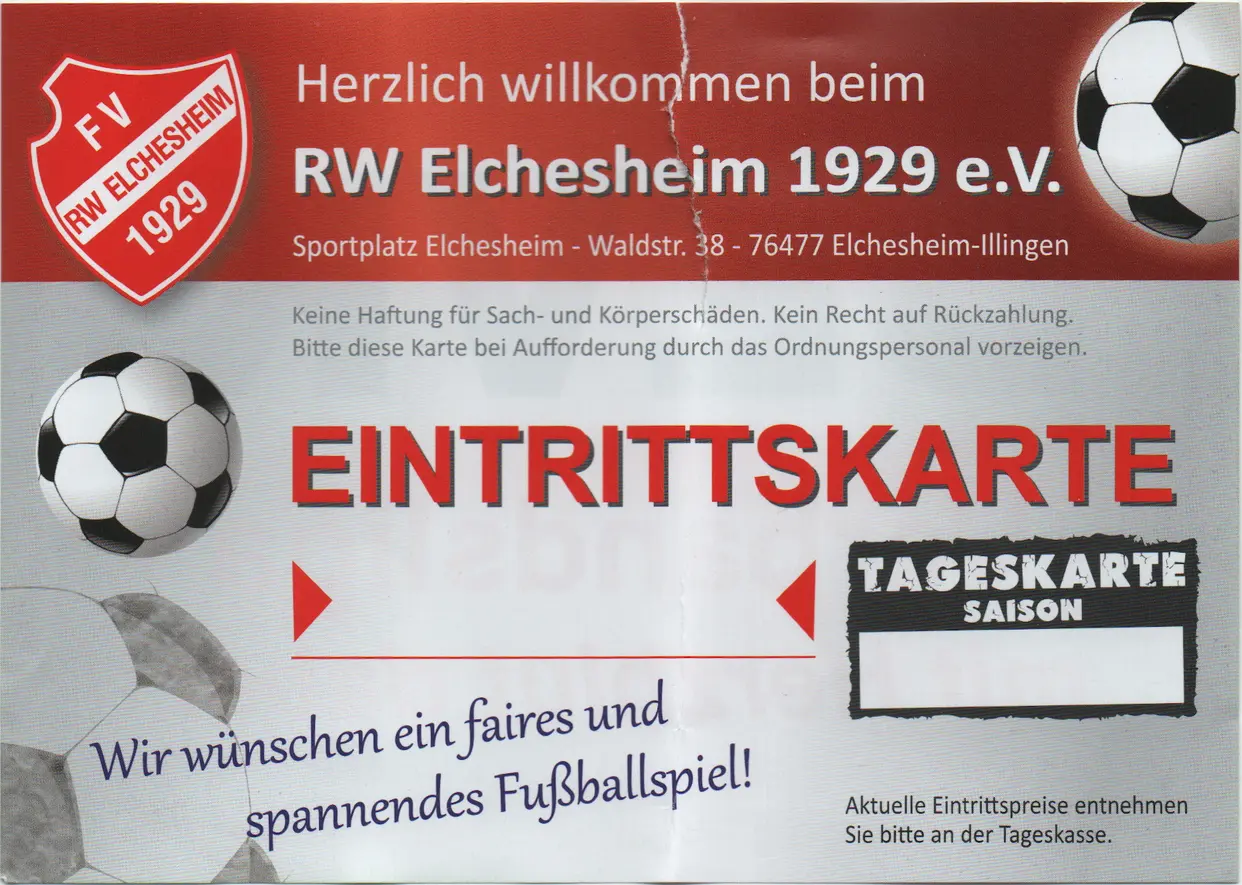 FV
RW ELCHESHEIM
1929
Herzlich willkommen beim
RW Elchesheim 1929 e.V.
Sportplatz Elchesheim - Waldstr. 38 - 76477 Elchesheim-Illingen
Keine Haftung für Sach- und Körperschäden. Kein Recht auf Rückzahlung.
Bitte diese Karte bei Aufforderung durch das Ordnungspersonal vorzeigen.
EINTRITTSKARTE
TAGESKARTE
SAISON
Wir wünschen ein faires und
spannendes Fußballspiel!
Aktuelle Eintrittspreise entnehmen
Sie bitte an der Tageskasse.